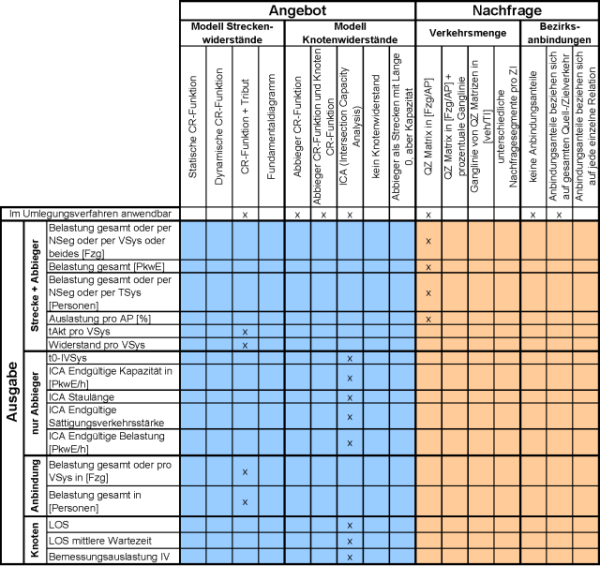 Angebot
Nachfrage
Modell Strecken-
widerstände
Modell
Knotenwiderstände
Verkehrsmenge
Bezirks-
anbindungen
Statische CR-Funktion
Dynamische CR-Funktion
CR-Funktion + Tribut
Fundamentaldiagramm
Abbieger CR-Funktion
Abbieger CR-Funktion und Knoten
CR-Funktion
ICA (Intersection Capacity
Analysis)
kein Knotenwiderstand
Abbieger als Strecken mit Länge
0, aber Kapazität
QZ Matrix in [Fzg/AP]
QZ Matrix in [Fzg/AP] +
prozentuale Ganglinie
Ganglinie von QZ Matrizen in
[veh/TI]
unterschiedliche
Nachfragesegmente pro ZI
keine Anbindungsanteile
Anbindungsanteile beziehen sich
auf gesamten Quell-/Zielverkehr
Anbindungsanteile beziehen sich
auf jede einzelne Relation
Im Umlegungsverfahren anwendbar x x x x x x x
Ausgabe
Strecke + Abbieger
Belastung gesamt oder per
NSeg oder per VSys oder
beides [Fzg] x
Belastung gesamt [PkwE] x
Belastung gesamt oder per
NSeg oder per TSys
[Personen] x
Auslastung pro AP [%] x
tAkt pro VSys x
Widerstand pro VSys x
nur Abbieger
t0-IVSys x
ICA Endgültige Kapazität in
[PkwE/h] x
ICA Staulänge x
ICA Endgültige
Sättigungsverkehrsstärke x
ICA Endgültige Belastung
[PkwE/h] x
Anbindung
Belastung gesamt oder pro
VSys in [Fzg] x
Belastung gesamt in
[Personen] x
Knoten
LOS x
LOS mittlere Wartezeit x
Bemessungsauslastung IV x